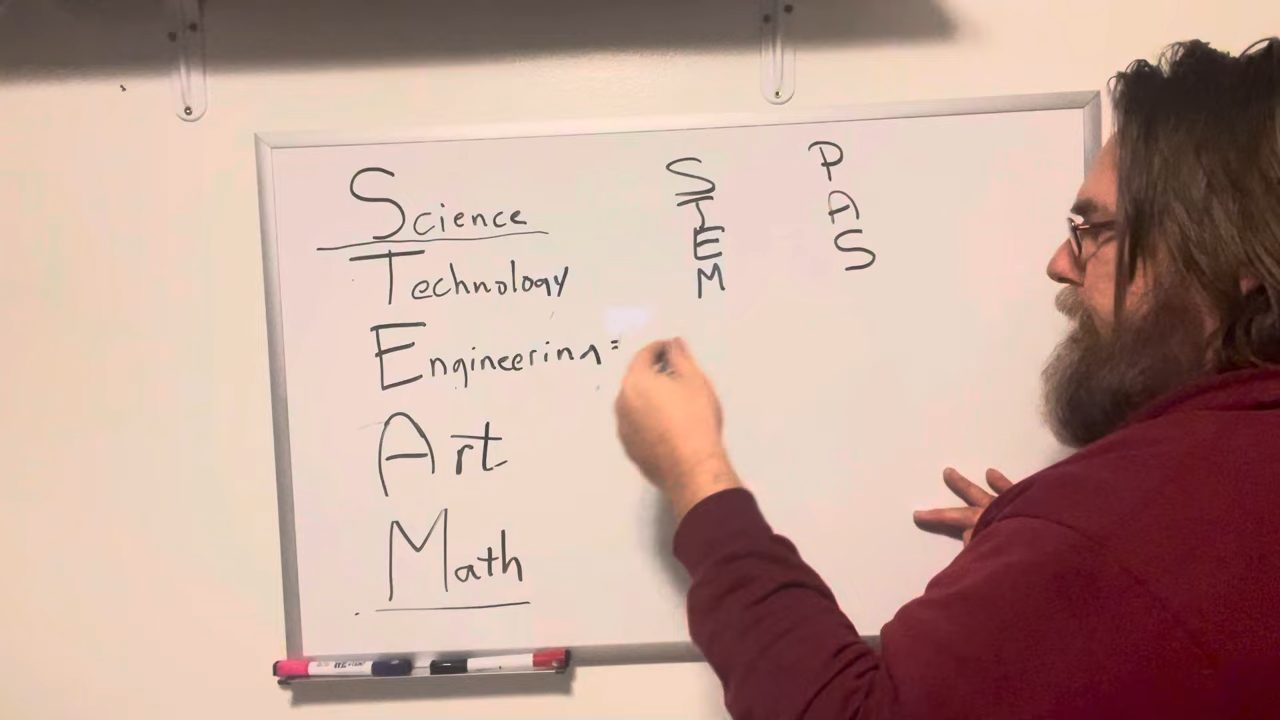 Science
Technology
Engineering =
Art
Math
S
T
E
M
P
A
S